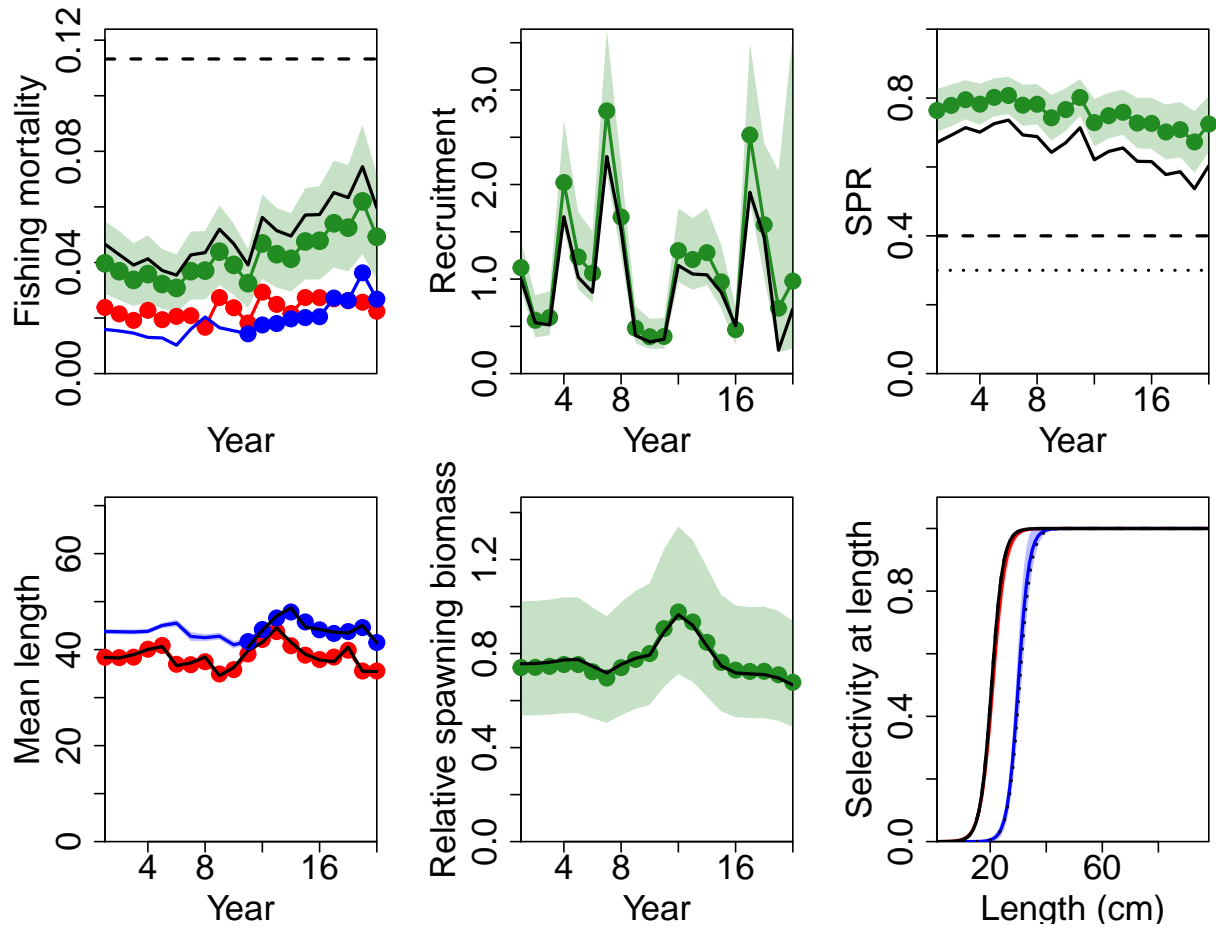 Fishing mortality
0.00 0.04 0.08 0.12
Year
Recruitment
0.0 1.0 2.0 3.0
4 8 16
Year
SPR
0.0 0.4 0.8
4 8 16
Year
Mean length
0 20 40 60
4 8 16
Year
Relative spawning biomass
0.0 0.4 0.8 1.2
4 8 16
Year
Selectivity at length
0.0 0.4 0.8
20 60
Length (cm)